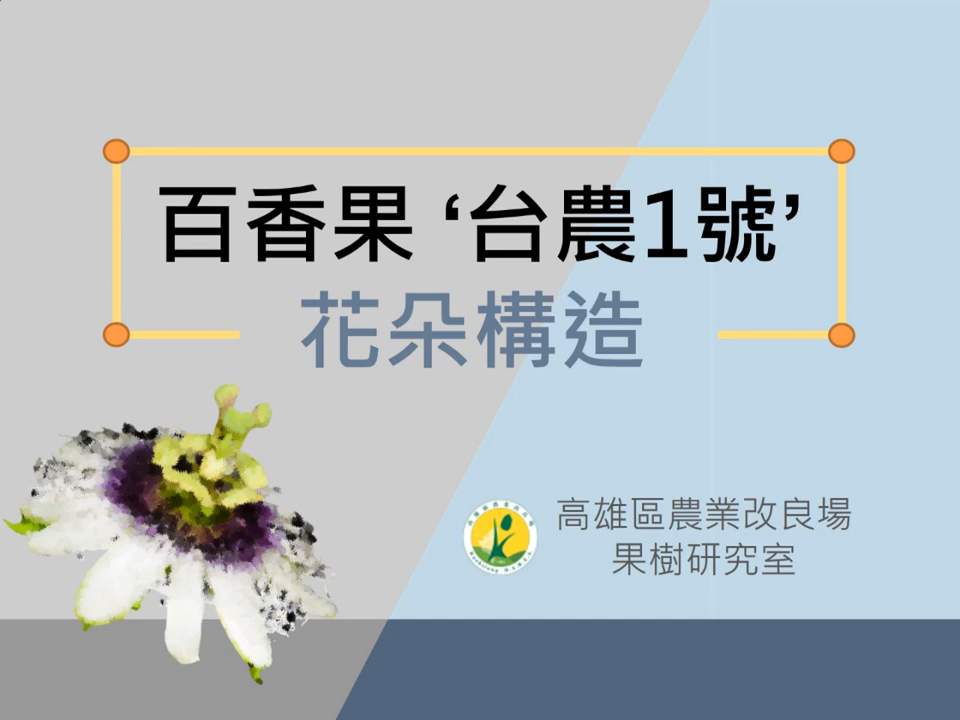 百香果 ‘台農1號’
花朵構造
高雄區農業改良場
果樹研究室